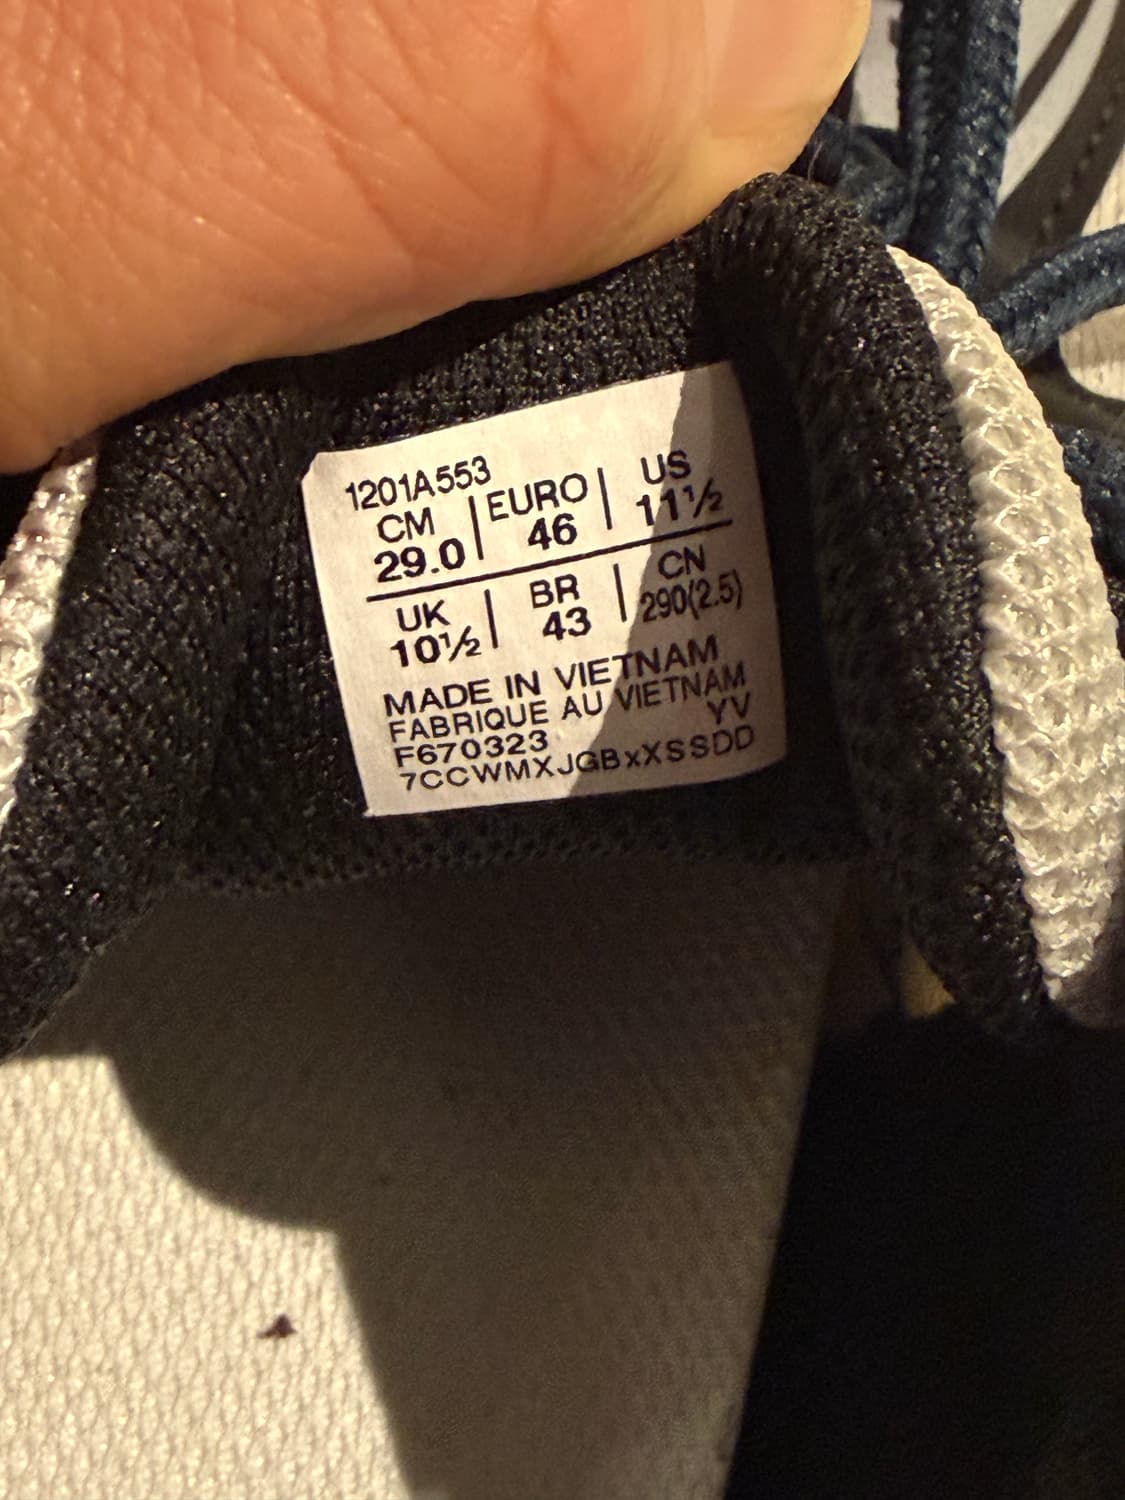 1201A553
CM | EURO | US
29.0 | 46 | 11½
UK | BR | CN
10½ | 43 | 290(2.5)
MADE IN VIETNAM
FABRIQUE AU VIETNAM
YV
F670323
7CCWMXJGBxXSSDD